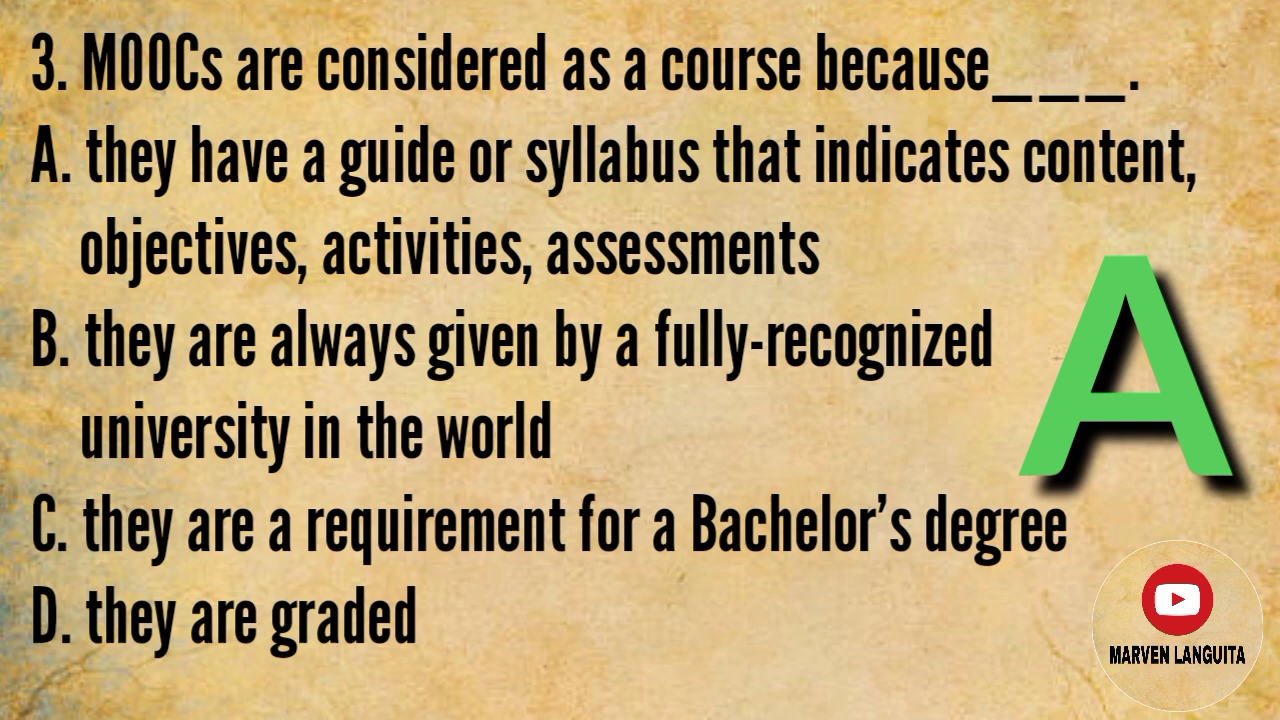 3. MOOCs are considered as a course because___.
A. they have a guide or syllabus that indicates content,
objectives, activities, assessments
B. they are always given by a fully-recognized
university in the world
C. they are a requirement for a Bachelor’s degree
D. they are graded
A
MARVEN LANGUITA